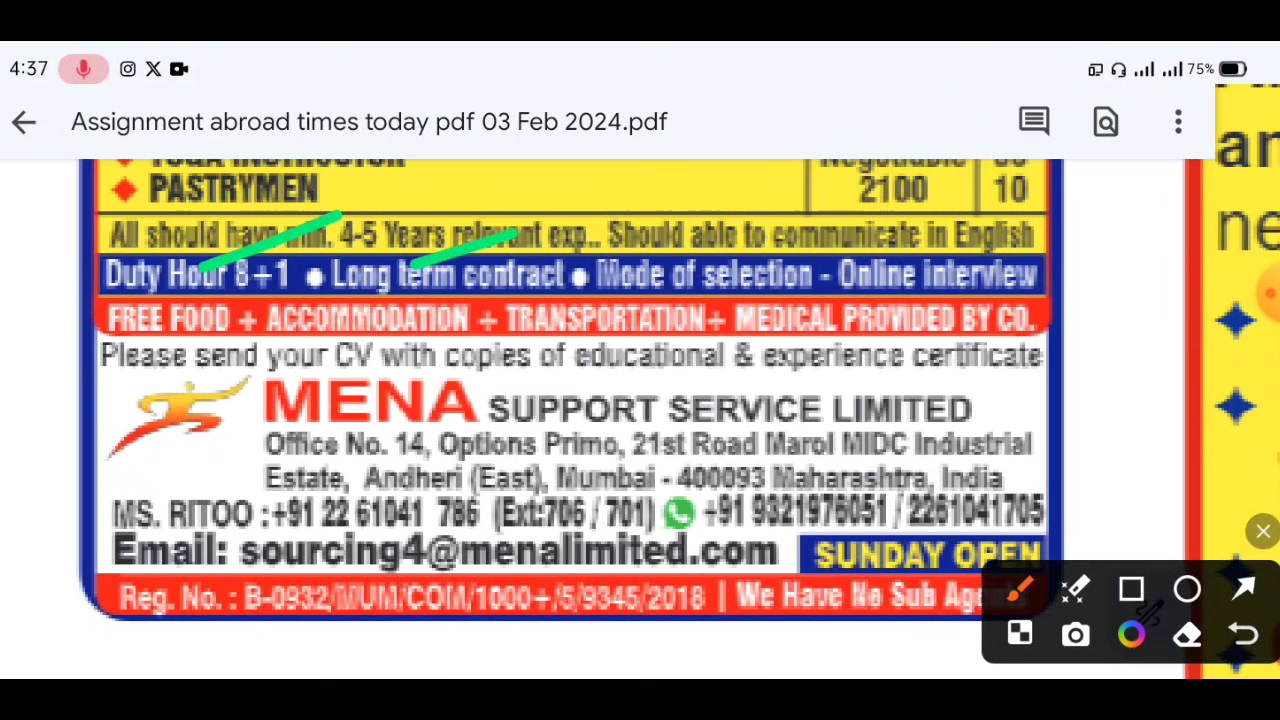 4:37
75%
Assignment abroad times today pdf 03 Feb 2024.pdf
YOGA INSTRUCTOR Negotiable
PASTRYMEN 2100 10
All should have min. 4-5 Years relevant exp.. Should able to communicate in English
Duty Hour 8+1 ● Long term contract ● Mode of selection - Online interview
FREE FOOD + ACCOMMODATION + TRANSPORTATION+ MEDICAL PROVIDED BY CO.
Please send your CV with copies of educational & experience certificate
MENA SUPPORT SERVICE LIMITED
Office No. 14, Options Primo, 21st Road Marol MIDC Industrial
Estate, Andheri (East), Mumbai - 400093 Maharashtra, India
MS. RITOO :+91 22 61041 786 (Ext:706 / 701) +91 9321976051 / 2261041705
Email: sourcing4@menalimited.com SUNDAY OPEN
Reg. No. : B-0932/MUM/COM/1000+/5/9345/2018 | We Have No Sub
an
ne